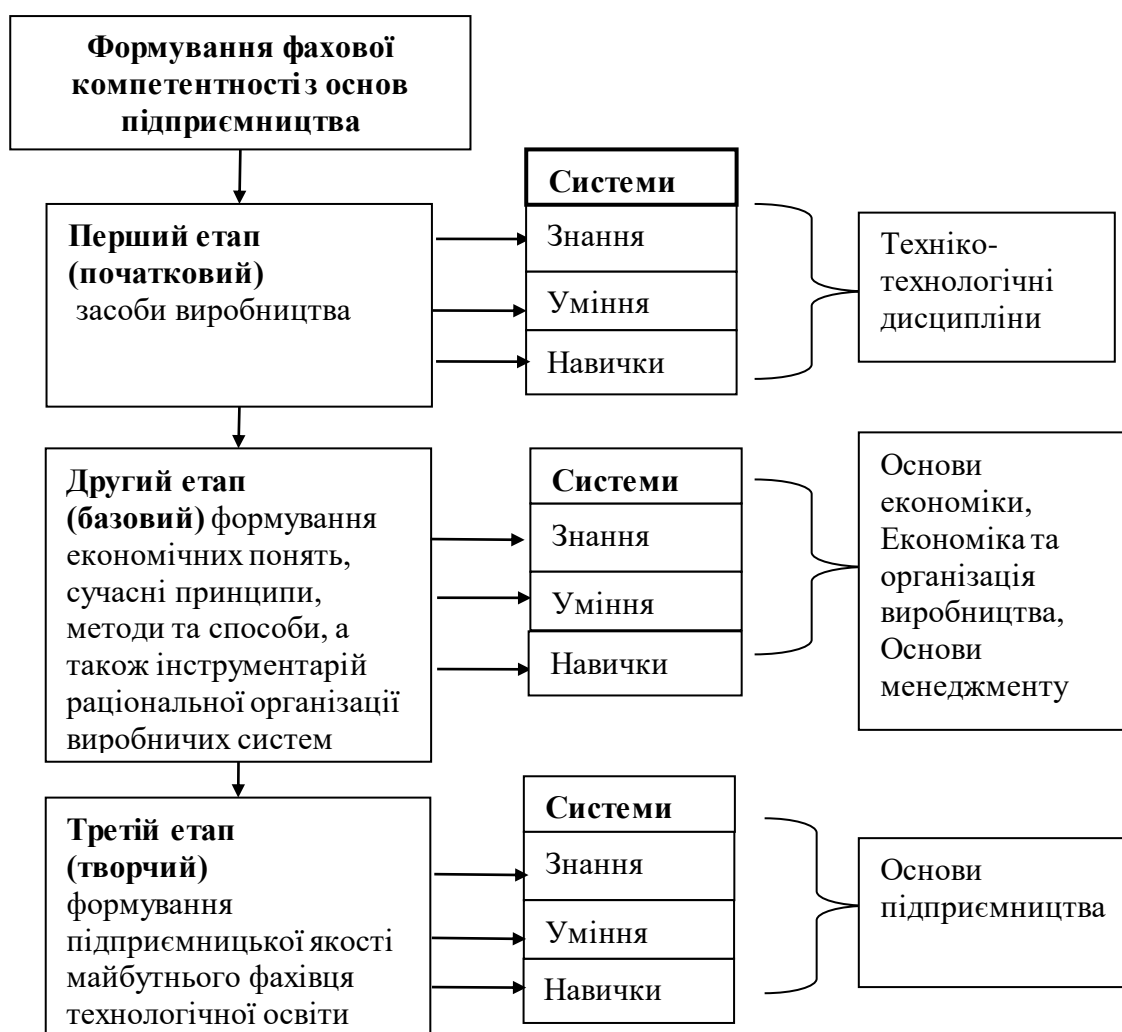 Формування фахової
компетентності з основ
підприємництва
Перший етап
(початковий)
засоби виробництва
Системи
Знання
Уміння
Навички
Техніко-
технологічні
дисципліни
Другий етап
(базовий) формування
економічних понять,
сучасні принципи,
методи та способи, а
також інструментарій
раціональної організації
виробничих систем
Системи
Знання
Уміння
Навички
Основи
економіки,
Економіка та
організація
виробництва,
Основи
менеджменту
Третій етап
(творчий)
формування
підприємницької якості
майбутнього фахівця
технологічної освіти
Системи
Знання
Уміння
Навички
Основи
підприємництва